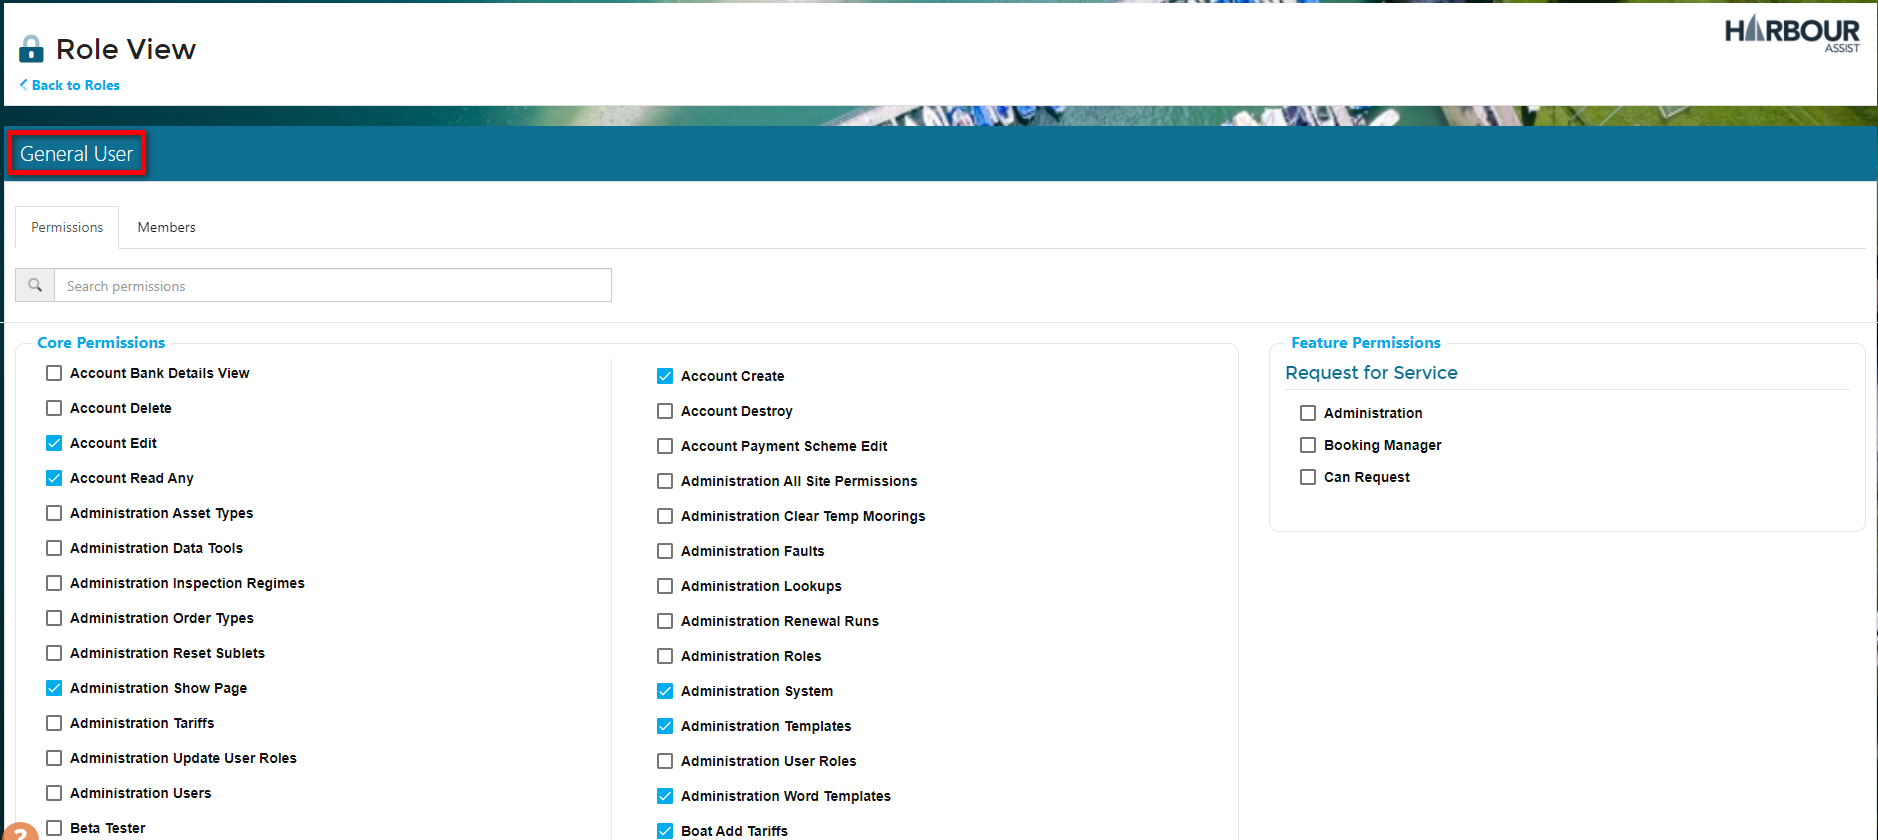 Role View
HARBOUR
ASSIST
Back to Roles
General User
Permissions
Members
Search permissions
Core Permissions
Account Bank Details View
Account Delete
Account Edit
Account Read Any
Administration Asset Types
Administration Data Tools
Administration Inspection Regimes
Administration Order Types
Administration Reset Sublets
Administration Show Page
Administration Tariffs
Administration Update User Roles
Administration Users
Beta Tester
Account Create
Account Destroy
Account Payment Scheme Edit
Administration All Site Permissions
Administration Clear Temp Moorings
Administration Faults
Administration Lookups
Administration Renewal Runs
Administration Roles
Administration System
Administration Templates
Administration User Roles
Administration Word Templates
Boat Add Tariffs
Feature Permissions
Request for Service
Administration
Booking Manager
Can Request
?